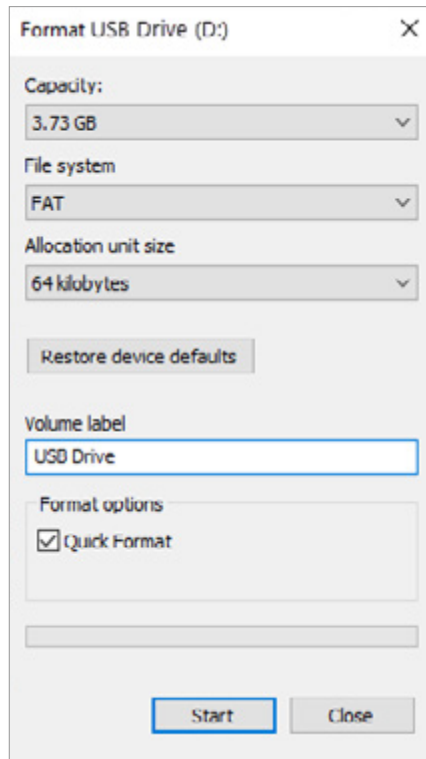 Format USB Drive (D:)
Capacity:
3.73 GB
File system
FAT
Allocation unit size
64 kilobytes
Restore device defaults
Volume label
USB Drive
Format options
Quick Format
Start
Close